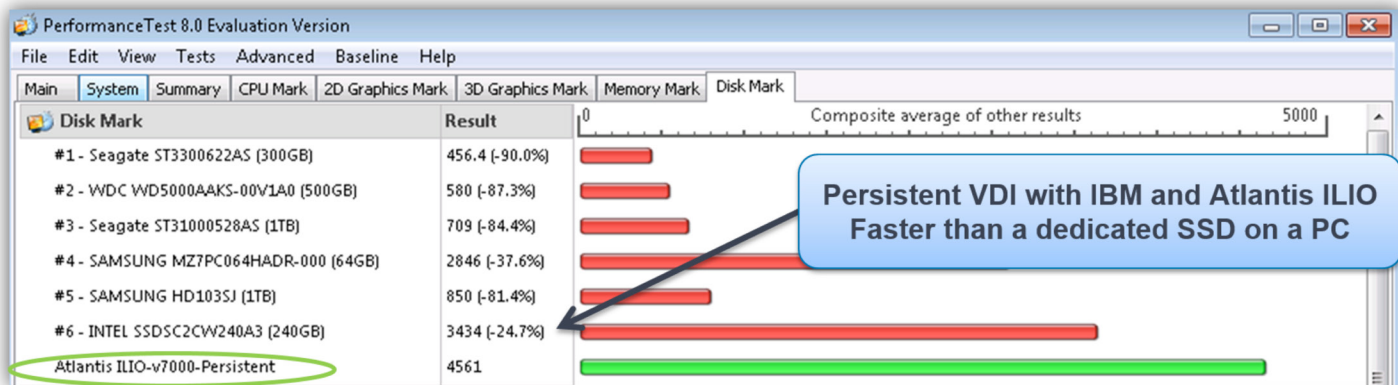 PerformanceTest 8.0 Evaluation Version
File Edit View Tests Advanced Baseline Help
Main System Summary CPU Mark 2D Graphics Mark 3D Graphics Mark Memory Mark Disk Mark
Disk Mark Result 0 Composite average of other results 5000
#1 - Seagate ST3300622AS (300GB) 456.4 (-90.0%)
#2 - WDC WD5000AAKS-00V1A0 (500GB) 580 (-87.3%)
#3 - Seagate ST31000528AS (1TB) 709 (-84.4%)
#4 - SAMSUNG MZ7PC064HADR-000 (64GB) 2846 (-37.6%)
#5 - SAMSUNG HD103SJ (1TB) 850 (-81.4%)
#6 - INTEL SSDSC2CW240A3 (240GB) 3434 (-24.7%)
Atlantis ILIO-v7000-Persistent 4561
Persistent VDI with IBM and Atlantis ILIO
Faster than a dedicated SSD on a PC